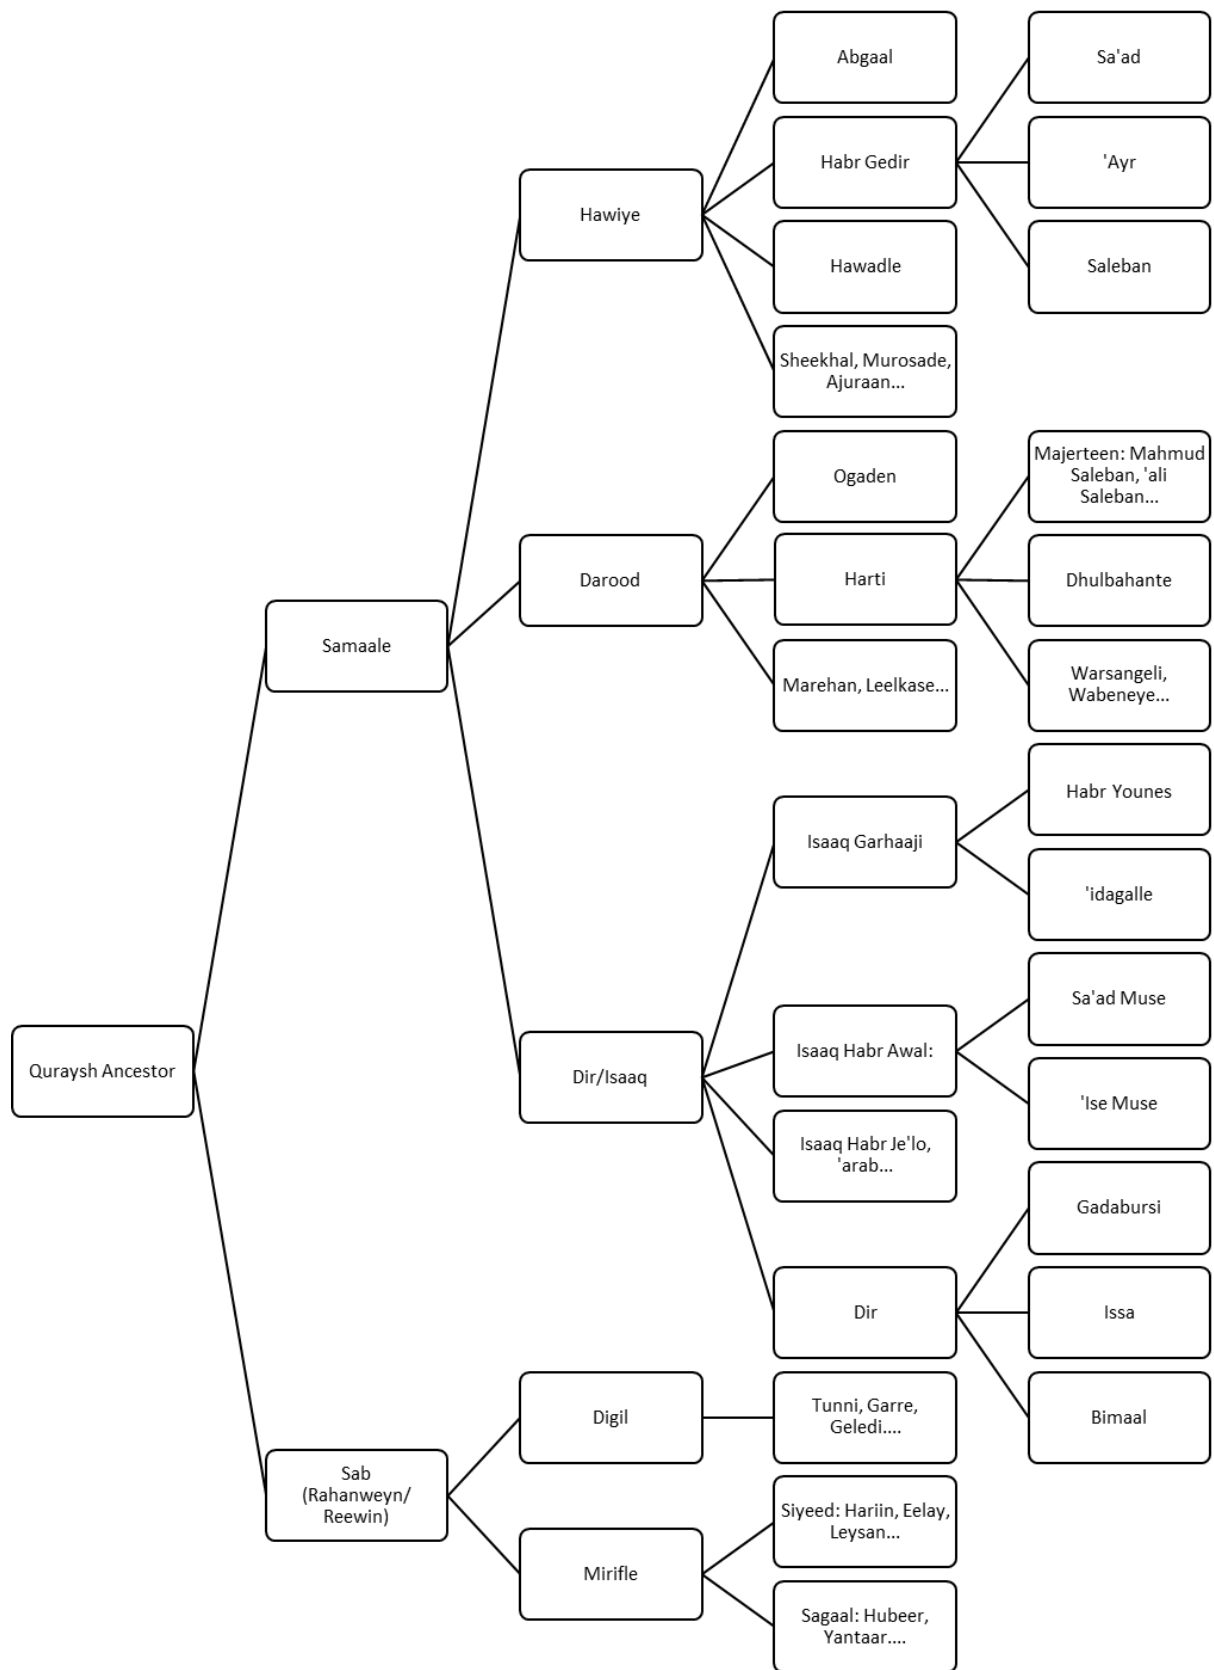 Quraysh Ancestor
Samaale
Hawiye
Abgaal
Habr Gedir
Sa'ad
'Ayr
Saleban
Hawadle
Sheekhal, Murosade,
Ajuraan...
Darood
Ogaden
Harti
Majerteen: Mahmud
Saleban, 'ali
Saleban...
Dhulbahante
Warsangeli,
Wabeneye...
Marehan, Leelkase...
Dir/Isaaq
Isaaq Garhaaji
Habr Younes
'idagalle
Isaaq Habr Awal:
Sa'ad Muse
'Ise Muse
Isaaq Habr Je'lo,
'arab...
Dir
Gadabursi
Issa
Bimaal
Sab
(Rahanweyn/
Reewin)
Digil
Tunni, Garre,
Geledi....
Mirifle
Siyeed: Hariin, Eelay,
Leysan...
Sagaal: Hubeer,
Yantaar....